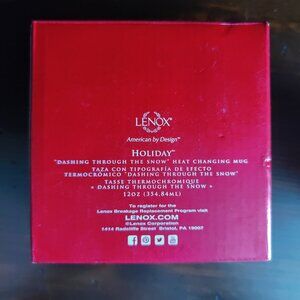 LENOX®
American by Design™
HOLIDAY™
"DASHING THROUGH THE SNOW" HEAT CHANGING MUG
TAZA CON TIPOGRAFÍA DE EFECTO
TERMOCRÓMICO "DASHING THROUGH THE SNOW"
TASSE THERMOCHROMIQUE
« DASHING THROUGH THE SNOW »
12OZ (354.84ML)
To register for the
Lenox Breakage Replacement Program visit
LENOX.COM
©Lenox Corporation
1414 Radcliffe Street Bristol, PA 19007